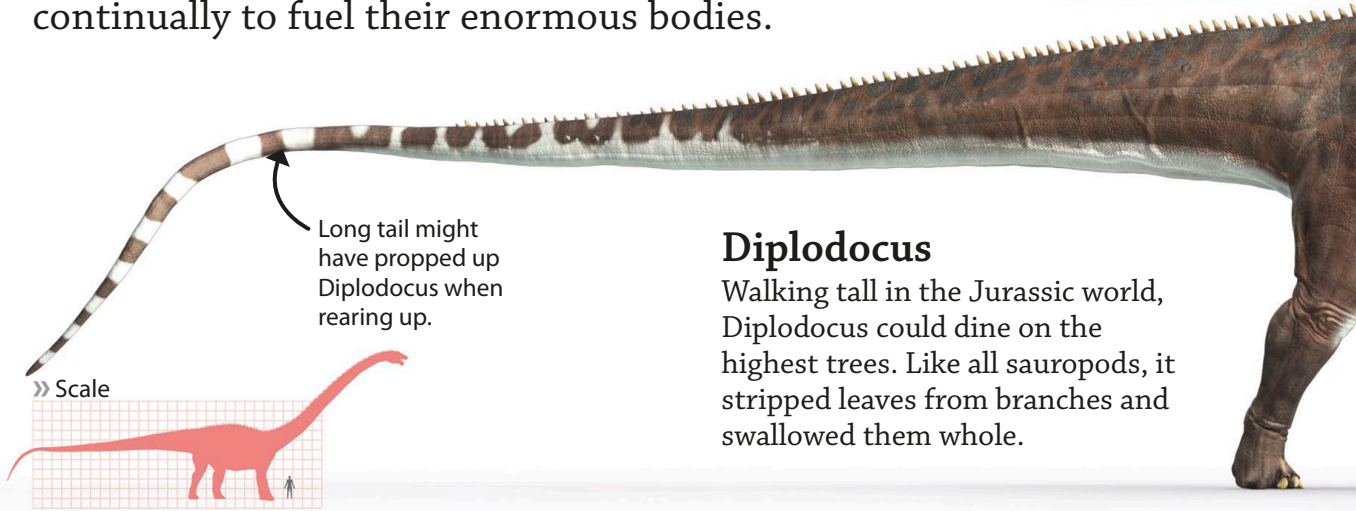 continually to fuel their enormous bodies.
Long tail might
have propped up
Diplodocus when
rearing up.
Diplodocus
Walking tall in the Jurassic world,
Diplodocus could dine on the
highest trees. Like all sauropods, it
stripped leaves from branches and
swallowed them whole.
» Scale